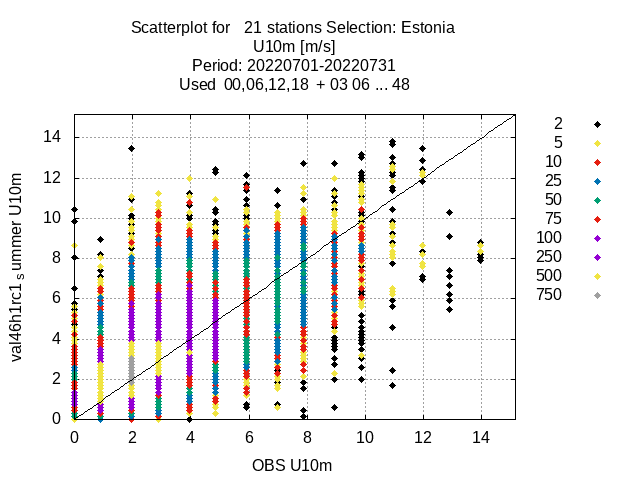 Scatterplot for   21 stations Selection: Estonia
U10m [m/s]
Period: 20220701-20220731
Used  00,06,12,18  + 03 06 ... 48
val46h1rc1 summer U10m
14
12
10
8
6
4
2
0
0 2 4 6 8 10 12 14
OBS U10m
2
5
10
25
50
75
100
250
500
750